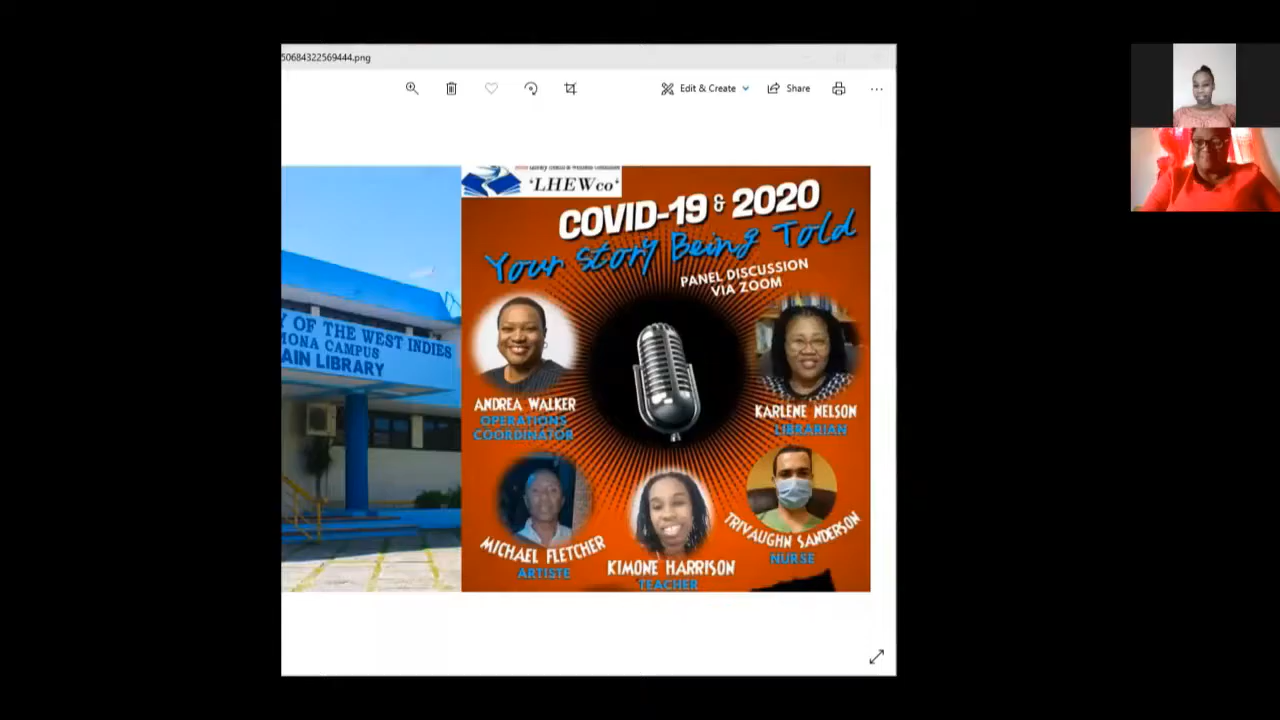 50684322569444.png
Edit & Create
Share
Y OF THE WEST INDIES
MONA CAMPUS
AIN LIBRARY
'LHEWco'
COVID-19 & 2020
Your Story Being Told
PANEL DISCUSSION
VIA ZOOM
ANDREA WALKER
OPERATIONS
COORDINATOR
KARLENE NELSON
LIBRARIAN
MICHAEL FLETCHER
ARTISTE
KIMONE HARRISON
TEACHER
TRIVAUGHN SANDERSON
NURSE